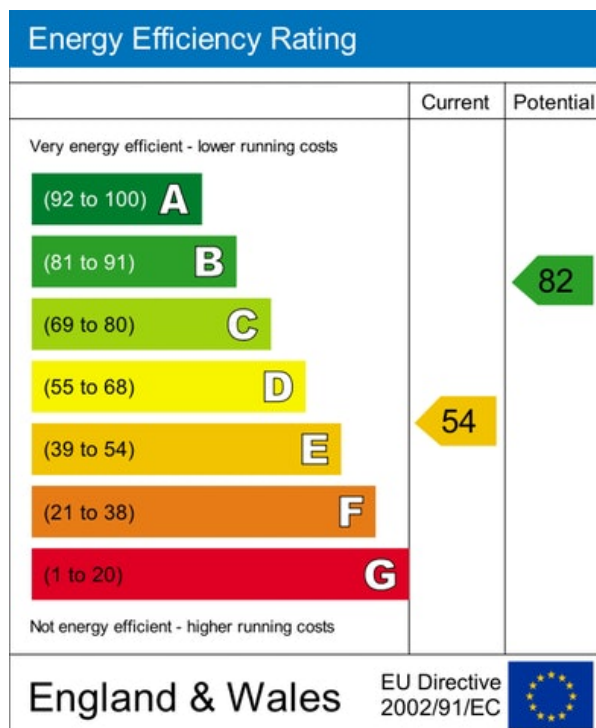 Energy Efficiency Rating
Current Potential
Very energy efficient - lower running costs
(92 to 100) A
(81 to 91) B
82
(69 to 80) C
(55 to 68) D
54
(39 to 54) E
(21 to 38) F
(1 to 20) G
Not energy efficient - higher running costs
England & Wales
EU Directive
2002/91/EC